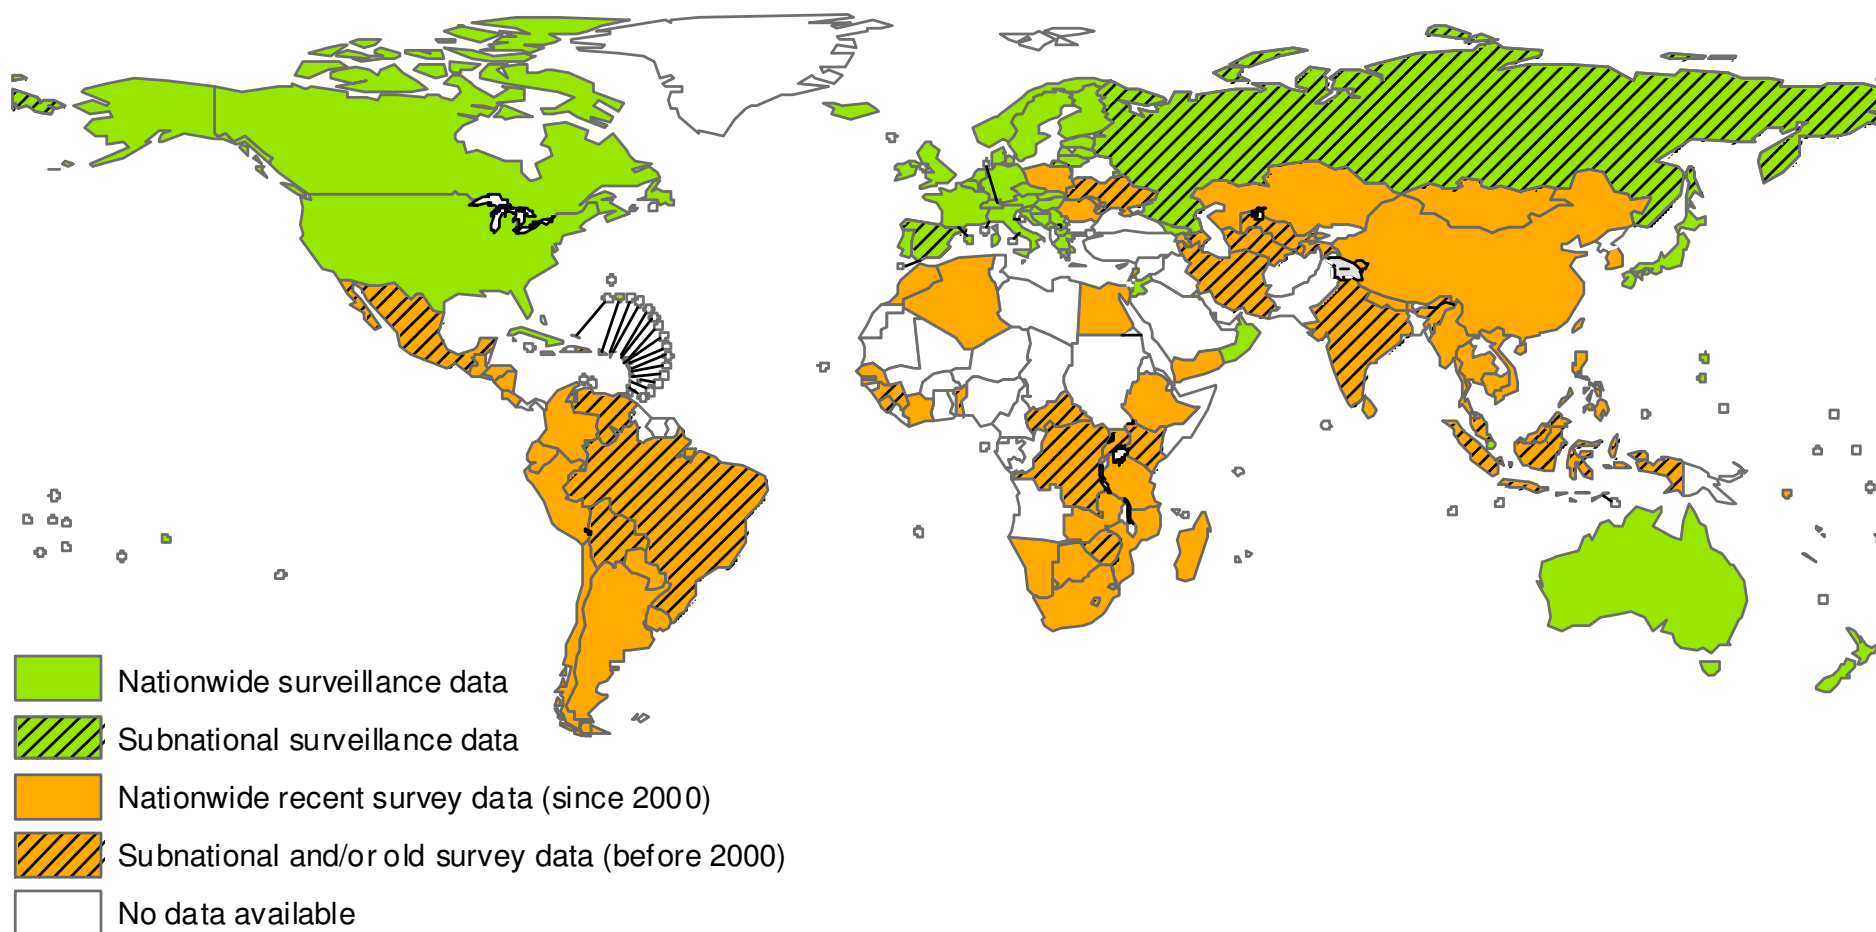 Nationwide surveillance data
Subnational surveillance data
Nationwide recent survey data (since 2000)
Subnational and/or old survey data (before 2000)
No data available